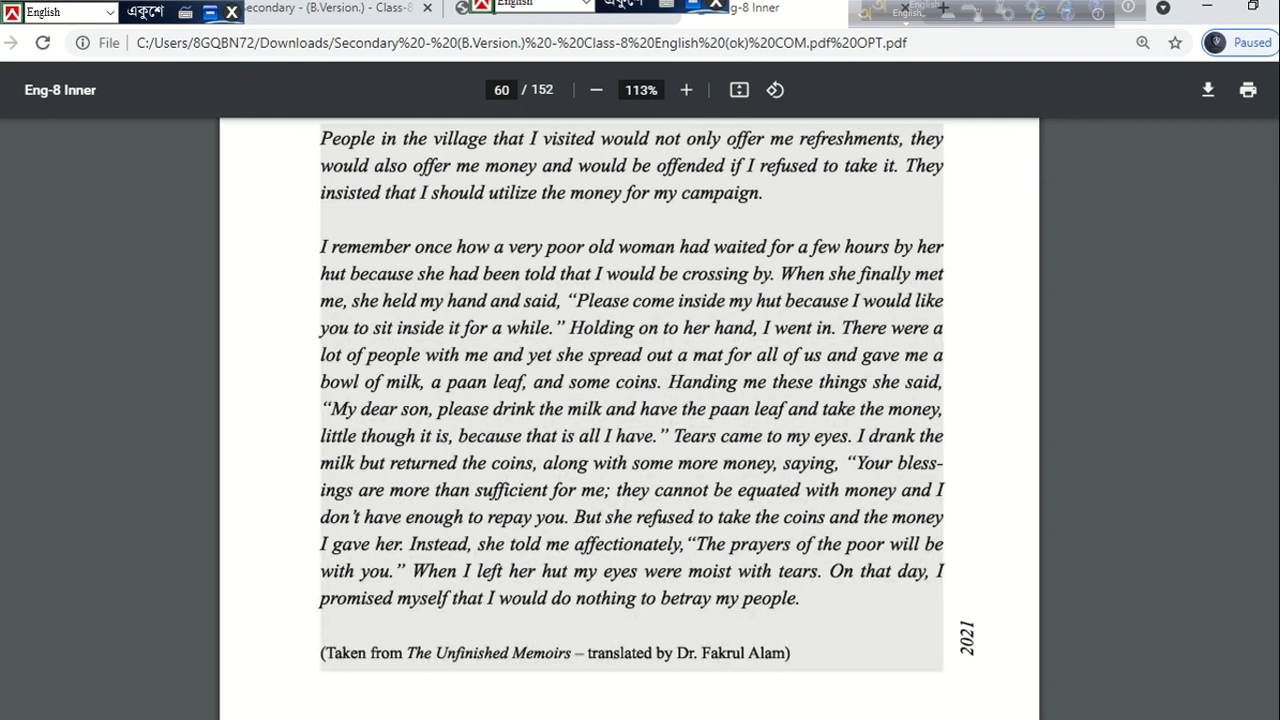 English একুশে econdary - (B.Version.) - Class-8 English একুশে g-8 Inner English
File C:/Users/8GQBN72/Downloads/Secondary%20-%20(B.Version.)%20-%20Class-8%20English%20(ok)%20COM.pdf%20OPT.pdf Paused
Eng-8 Inner 60 / 152 113%
People in the village that I visited would not only offer me refreshments, they
would also offer me money and would be offended if I refused to take it. They
insisted that I should utilize the money for my campaign.
I remember once how a very poor old woman had waited for a few hours by her
hut because she had been told that I would be crossing by. When she finally met
me, she held my hand and said, “Please come inside my hut because I would like
you to sit inside it for a while.” Holding on to her hand, I went in. There were a
lot of people with me and yet she spread out a mat for all of us and gave me a
bowl of milk, a paan leaf, and some coins. Handing me these things she said,
“My dear son, please drink the milk and have the paan leaf and take the money,
little though it is, because that is all I have.” Tears came to my eyes. I drank the
milk but returned the coins, along with some more money, saying, “Your bless-
ings are more than sufficient for me; they cannot be equated with money and I
don’t have enough to repay you. But she refused to take the coins and the money
I gave her. Instead, she told me affectionately,“The prayers of the poor will be
with you.” When I left her hut my eyes were moist with tears. On that day, I
promised myself that I would do nothing to betray my people.
(Taken from The Unfinished Memoirs – translated by Dr. Fakrul Alam)
2021